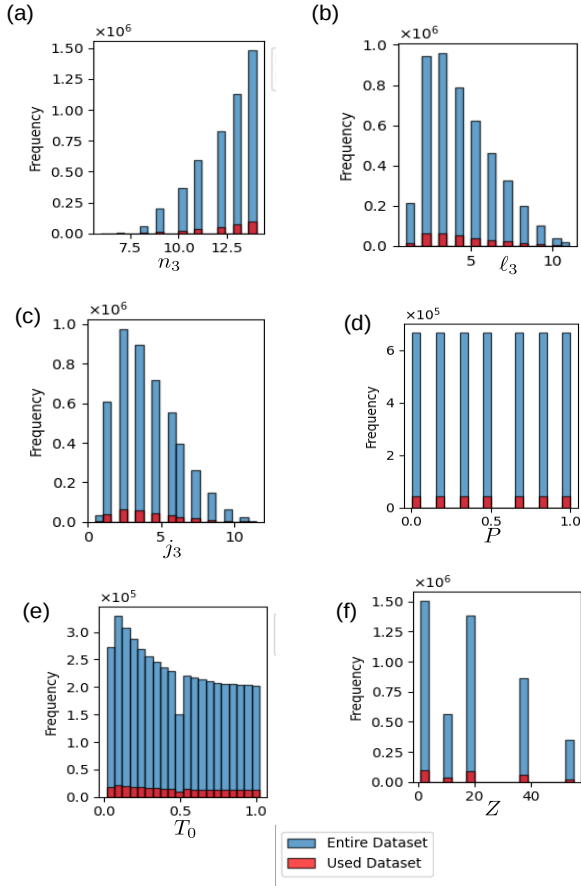 (a)
×10⁶
1.50
1.25
1.00
0.75
0.50
0.25
0.00
Frequency
7.5 10.0 12.5
n₃
(b)
×10⁶
1.0
0.8
0.6
0.4
0.2
0.0
Frequency
5 10
ℓ₃
(c)
×10⁶
1.0
0.8
0.6
0.4
0.2
0.0
Frequency
0 5 10
j₃
(d)
×10⁵
6
4
2
0
Frequency
0.0 0.5 1.0
P
(e)
×10⁵
3.0
2.5
2.0
1.5
1.0
0.5
0.0
Frequency
0.0 0.5 1.0
T₀
(f)
×10⁶
1.50
1.25
1.00
0.75
0.50
0.25
0.00
Frequency
0 20 40
Z
Entire Dataset
Used Dataset